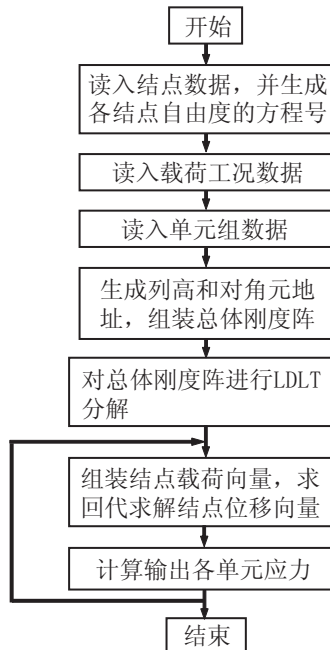 开始
读入结点数据，并生成
各结点自由度的方程号
读入载荷工况数据
读入单元组数据
生成列高和对角元地
址，组装总体刚度阵
对总体刚度阵进行LDLT
分解
组装结点载荷向量，求
回代求解结点位移向量
计算输出各单元应力
结束